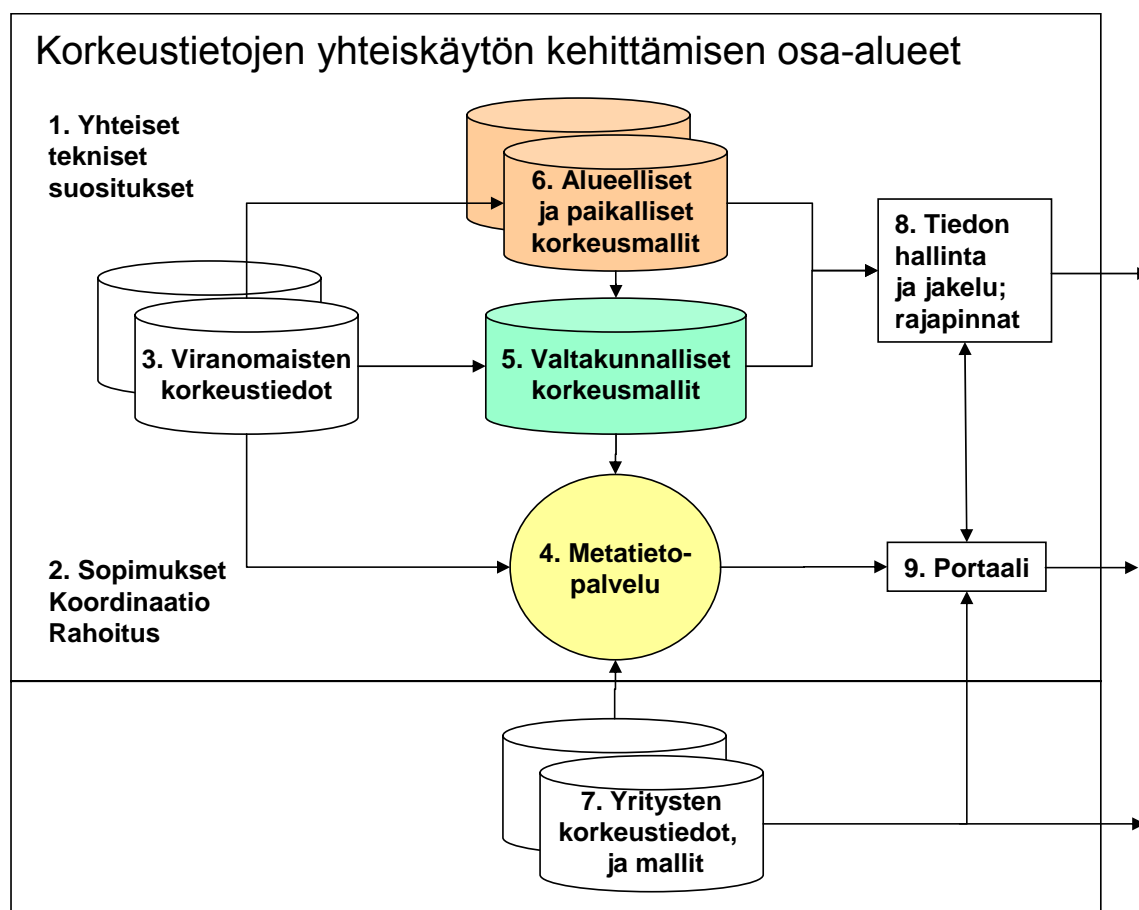 Korkeustietojen yhteiskäytön kehittämisen osa-alueet
1. Yhteiset
tekniset
suositukset
6. Alueelliset
ja paikalliset
korkeusmallit
8. Tiedon
hallinta
ja jakelu;
rajapinnat
3. Viranomaisten
korkeustiedot
5. Valtakunnalliset
korkeusmallit
4. Metatieto-
palvelu
9. Portaali
2. Sopimukset
Koordinaatio
Rahoitus
7. Yritysten
korkeustiedot,
ja mallit